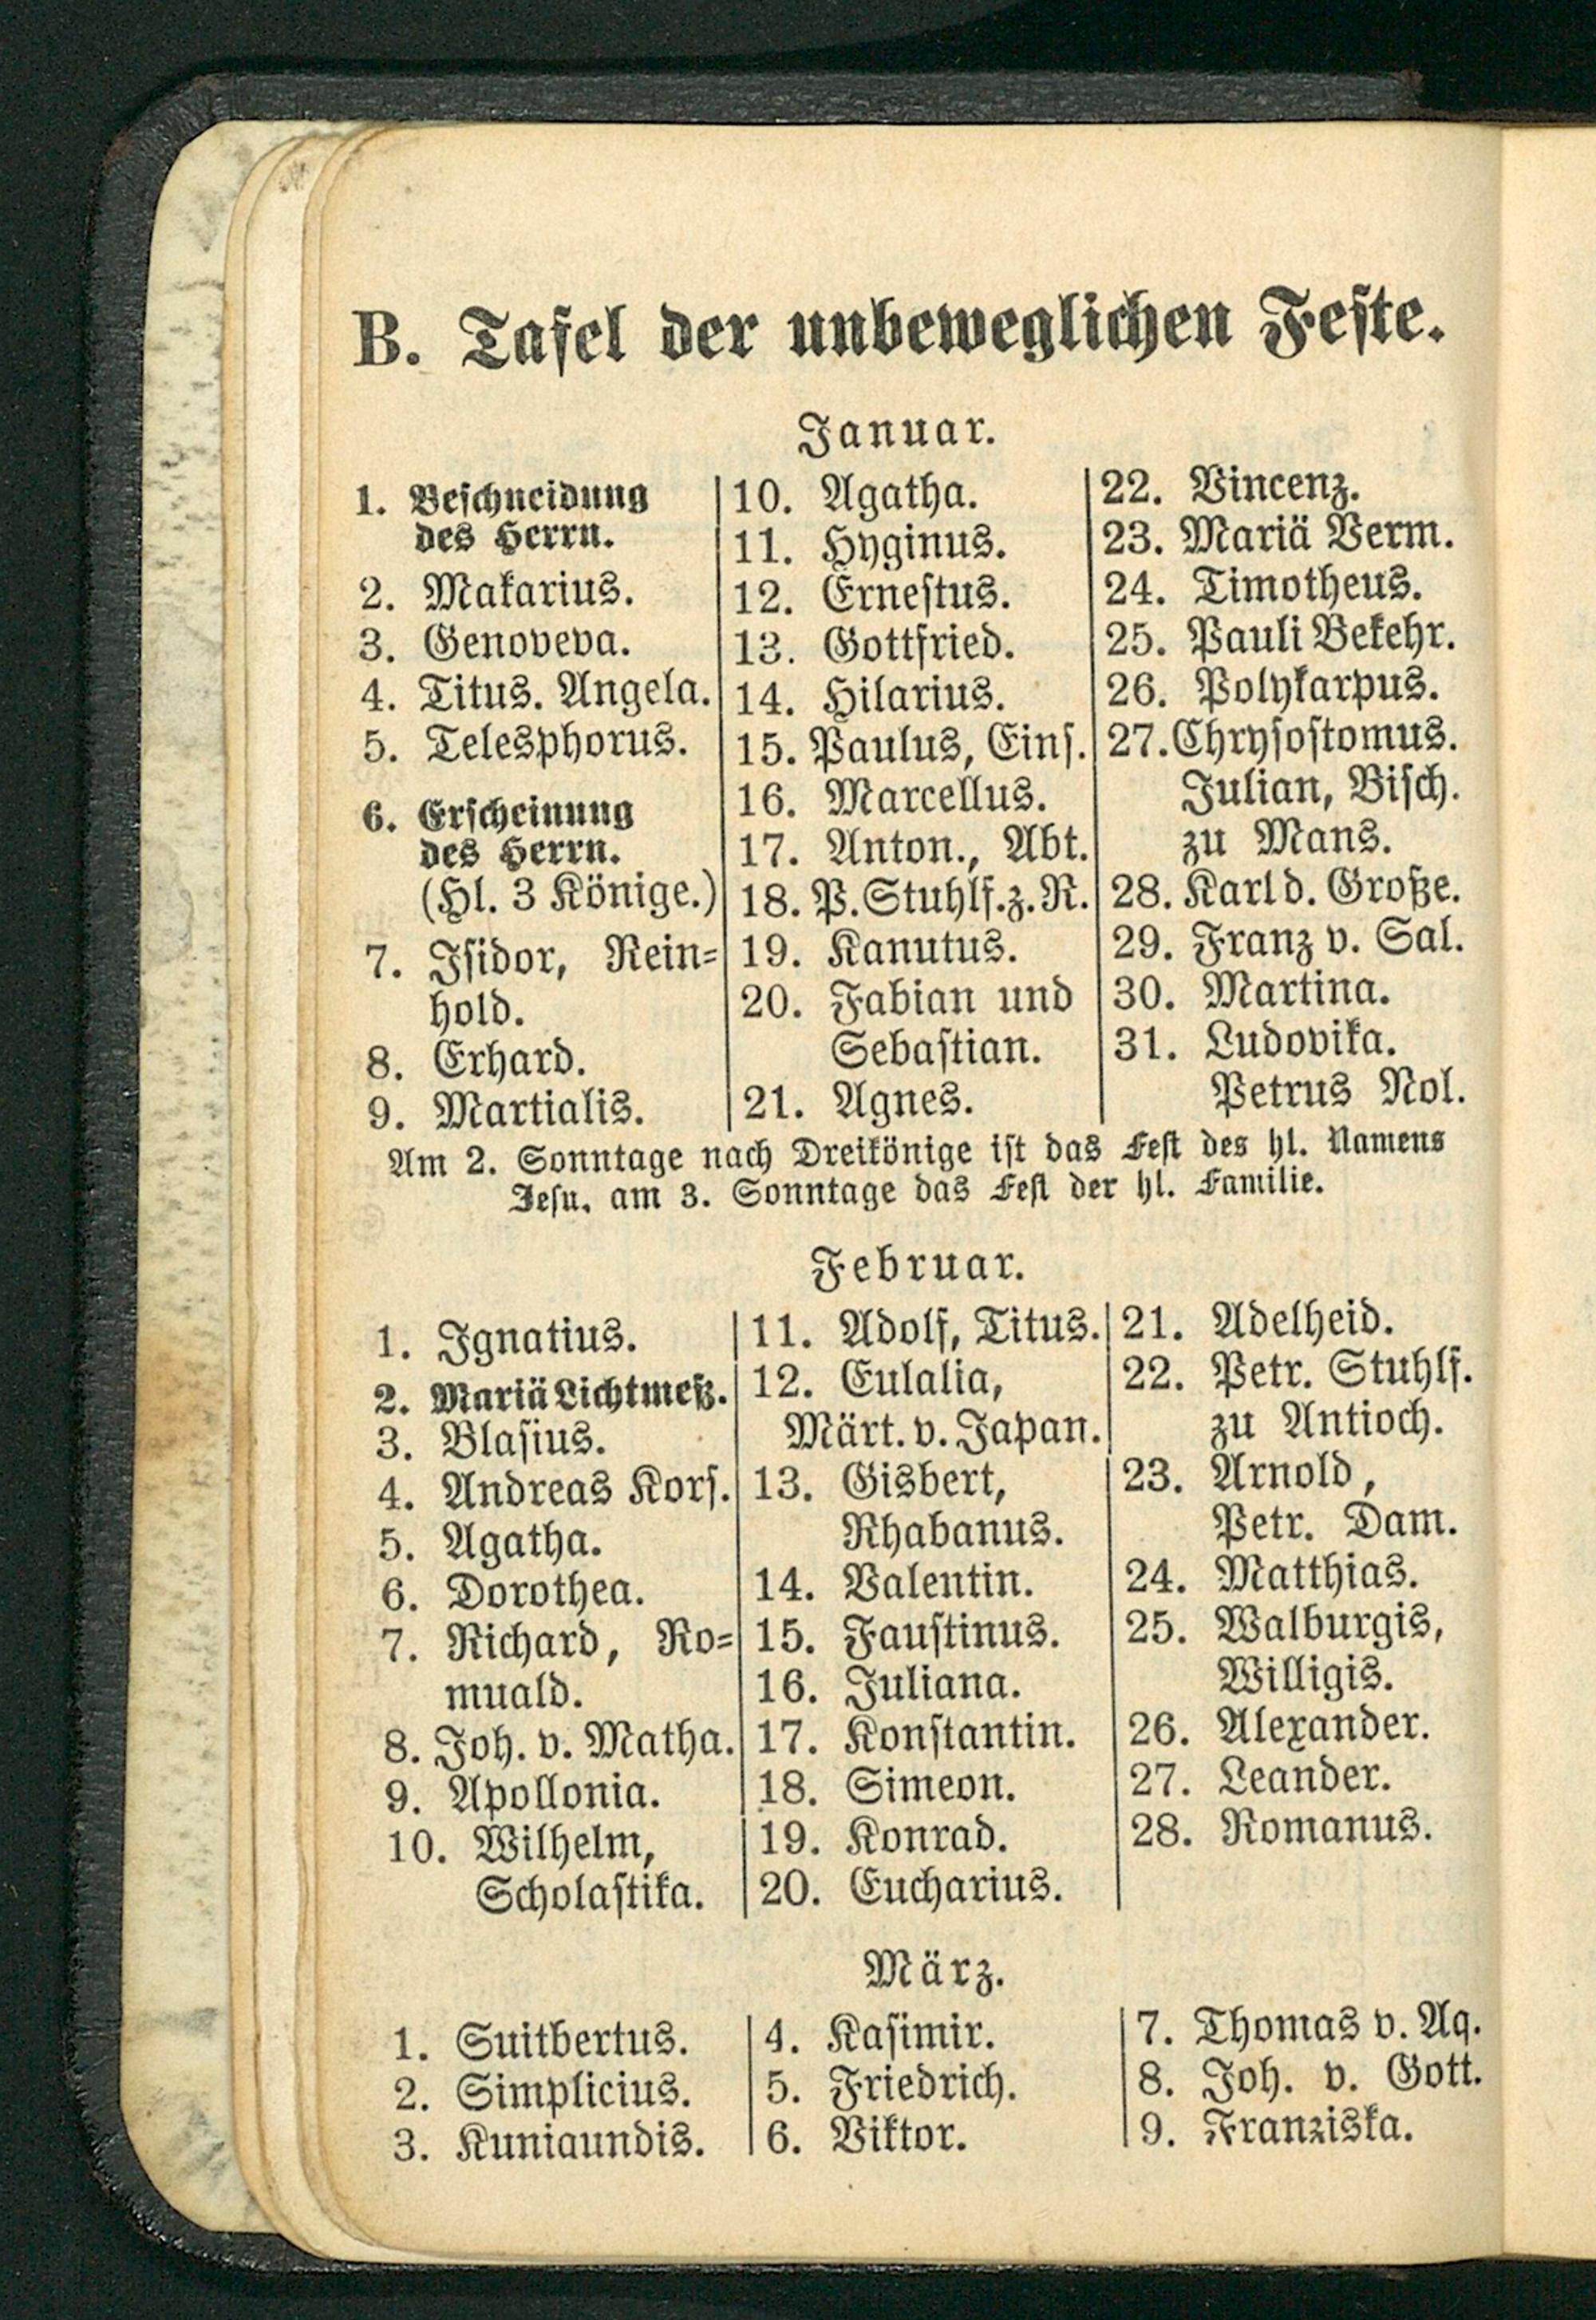 B. Tafel der unbeweglichen Feste.
Januar.
1. Beschneidung
des Herrn.
2. Makarius.
3. Genoveva.
4. Titus. Angela.
5. Telesphorus.
6. Erscheinung
des Herrn.
(Hl. 3 Könige.)
7. Isidor, Rein=
hold.
8. Erhard.
9. Martialis.
10. Agatha.
11. Hyginus.
12. Ernestus.
13. Gottfried.
14. Hilarius.
15. Paulus, Eins.
16. Marcellus.
17. Anton., Abt.
18. P. Stuhlf. z. R.
19. Kanutus.
20. Fabian und
Sebastian.
21. Agnes.
22. Vincenz.
23. Mariä Verm.
24. Timotheus.
25. Pauli Bekehr.
26. Polykarpus.
27. Chrysostomus.
Julian, Bisch.
zu Mans.
28. Karl d. Große.
29. Franz v. Sal.
30. Martina.
31. Ludovika.
Petrus Nol.
Am 2. Sonntage nach Dreikönige ist das Fest des hl. Namens
Jesu, am 3. Sonntage das Fest der hl. Familie.
Februar.
1. Ignatius.
2. Mariä Lichtmeß.
3. Blasius.
4. Andreas Kors.
5. Agatha.
6. Dorothea.
7. Richard, Ro=
muald.
8. Joh. v. Matha.
9. Apollonia.
10. Wilhelm,
Scholastika.
11. Adolf, Titus.
12. Eulalia,
Märt. v. Japan.
13. Gisbert,
Rhabanus.
14. Valentin.
15. Faustinus.
16. Juliana.
17. Konstantin.
18. Simeon.
19. Konrad.
20. Eucharius.
21. Adelheid.
22. Petr. Stuhlf.
zu Antioch.
23. Arnold,
Petr. Dam.
24. Matthias.
25. Walburgis,
Willigis.
26. Alexander.
27. Leander.
28. Romanus.
März.
1. Suitbertus.
2. Simplicius.
3. Kunigundis.
4. Kasimir.
5. Friedrich.
6. Viktor.
7. Thomas v. Aq.
8. Joh. v. Gott.
9. Franziska.